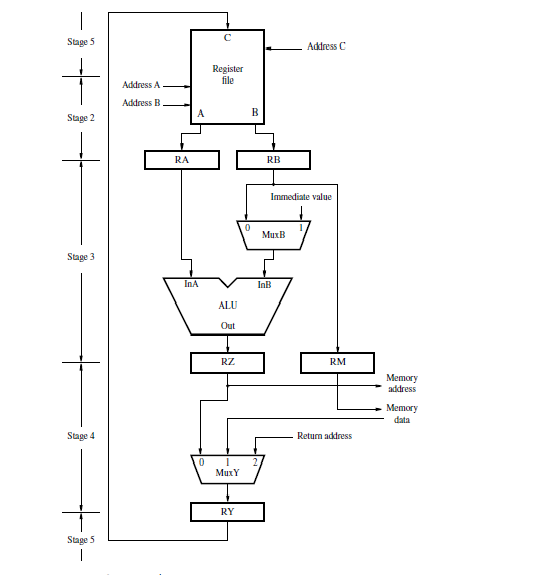 Stage 5
C
Address C
Register
file
Address A
Address B
Stage 2
A
B
RA
RB
Immediate value
0
1
MuxB
Stage 3
InA
InB
ALU
Out
RZ
RM
Memory
address
Memory
data
Stage 4
Return address
0
1
2
MuxY
RY
Stage 5